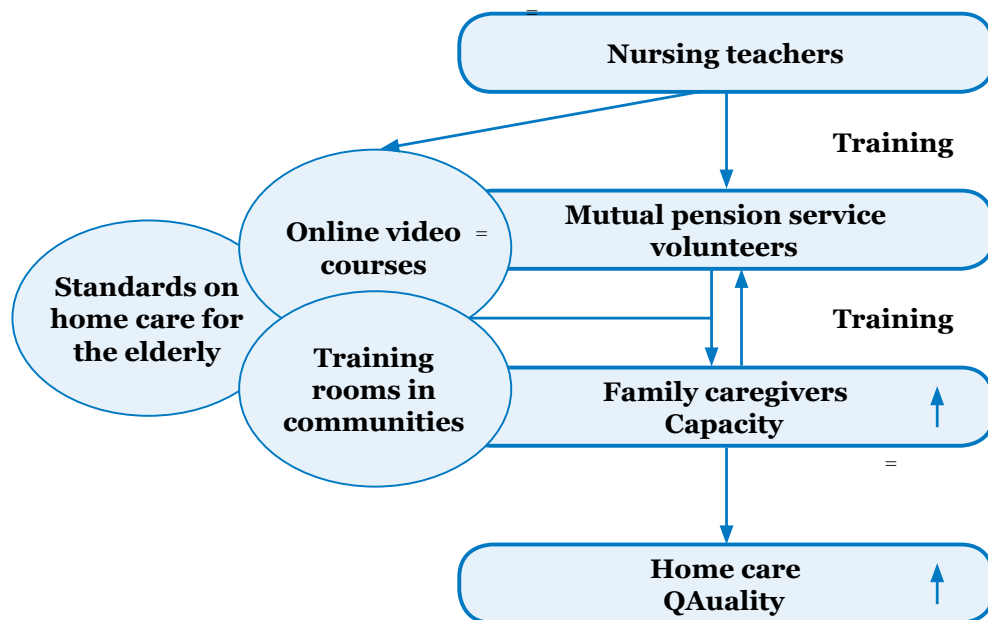 =
Nursing teachers
Training
Mutual pension service
volunteers
Online video =
courses
Standards on
home care for
the elderly
Training
Training
rooms in
communities
Family caregivers
Capacity
=
Home care
QAuality